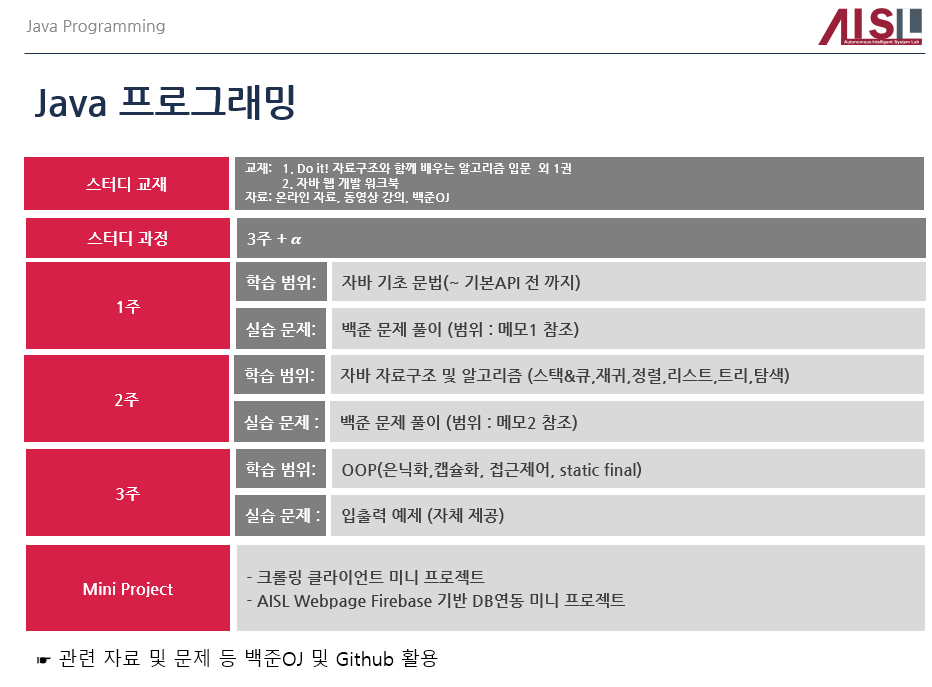 Java Programming
AISL
Autonomous Intelligent System Lab
Java 프로그래밍
스터디 교재
교재: 1. Do it! 자료구조와 함께 배우는 알고리즘 입문 외 1권
2. 자바 웹 개발 워크북
자료: 온라인 자료, 동영상 강의, 백준OJ
스터디 과정
3주 + α
1주
학습 범위:
자바 기초 문법(~ 기본API 전 까지)
실습 문제:
백준 문제 풀이 (범위 : 메모1 참조)
2주
학습 범위:
자바 자료구조 및 알고리즘 (스택&큐,재귀,정렬,리스트,트리,탐색)
실습 문제 :
백준 문제 풀이 (범위 : 메모2 참조)
3주
학습 범위:
OOP(은닉화,캡슐화, 접근제어, static final)
실습 문제 :
입출력 예제 (자체 제공)
Mini Project
- 크롤링 클라이언트 미니 프로젝트
- AISL Webpage Firebase 기반 DB연동 미니 프로젝트
☛ 관련 자료 및 문제 등 백준OJ 및 Github 활용